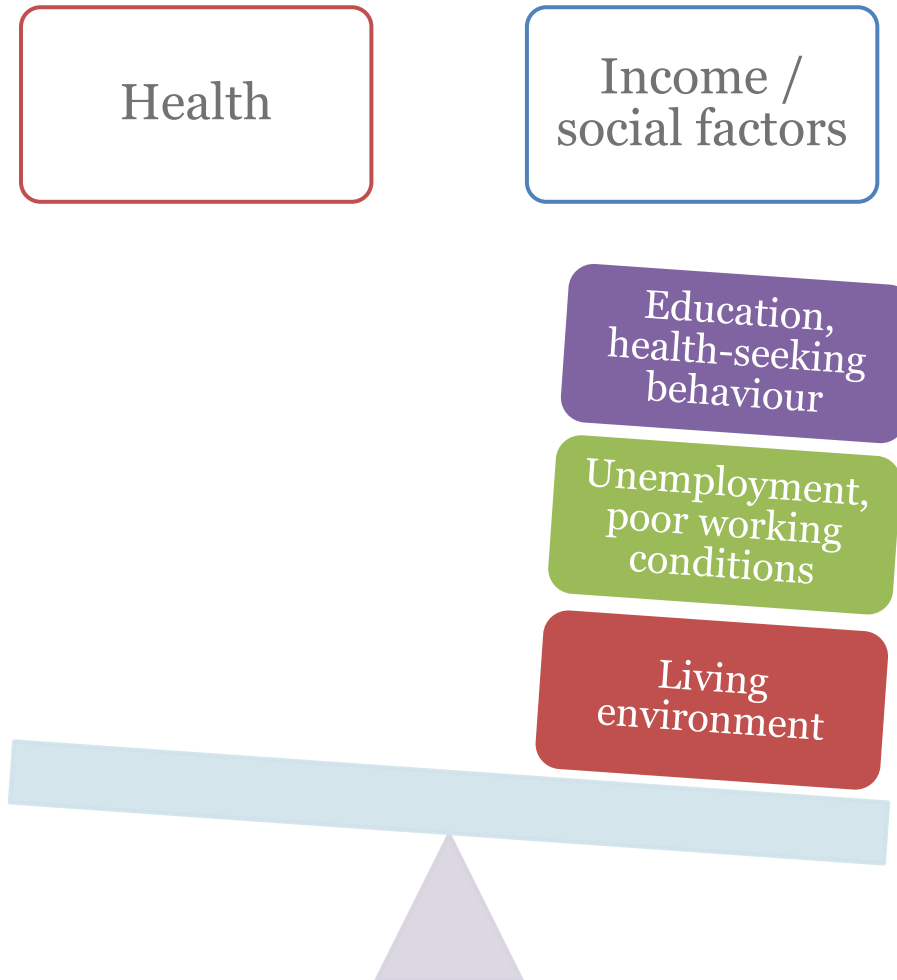 Health
Income /
social factors
Education,
health-seeking
behaviour
Unemployment,
poor working
conditions
Living
environment